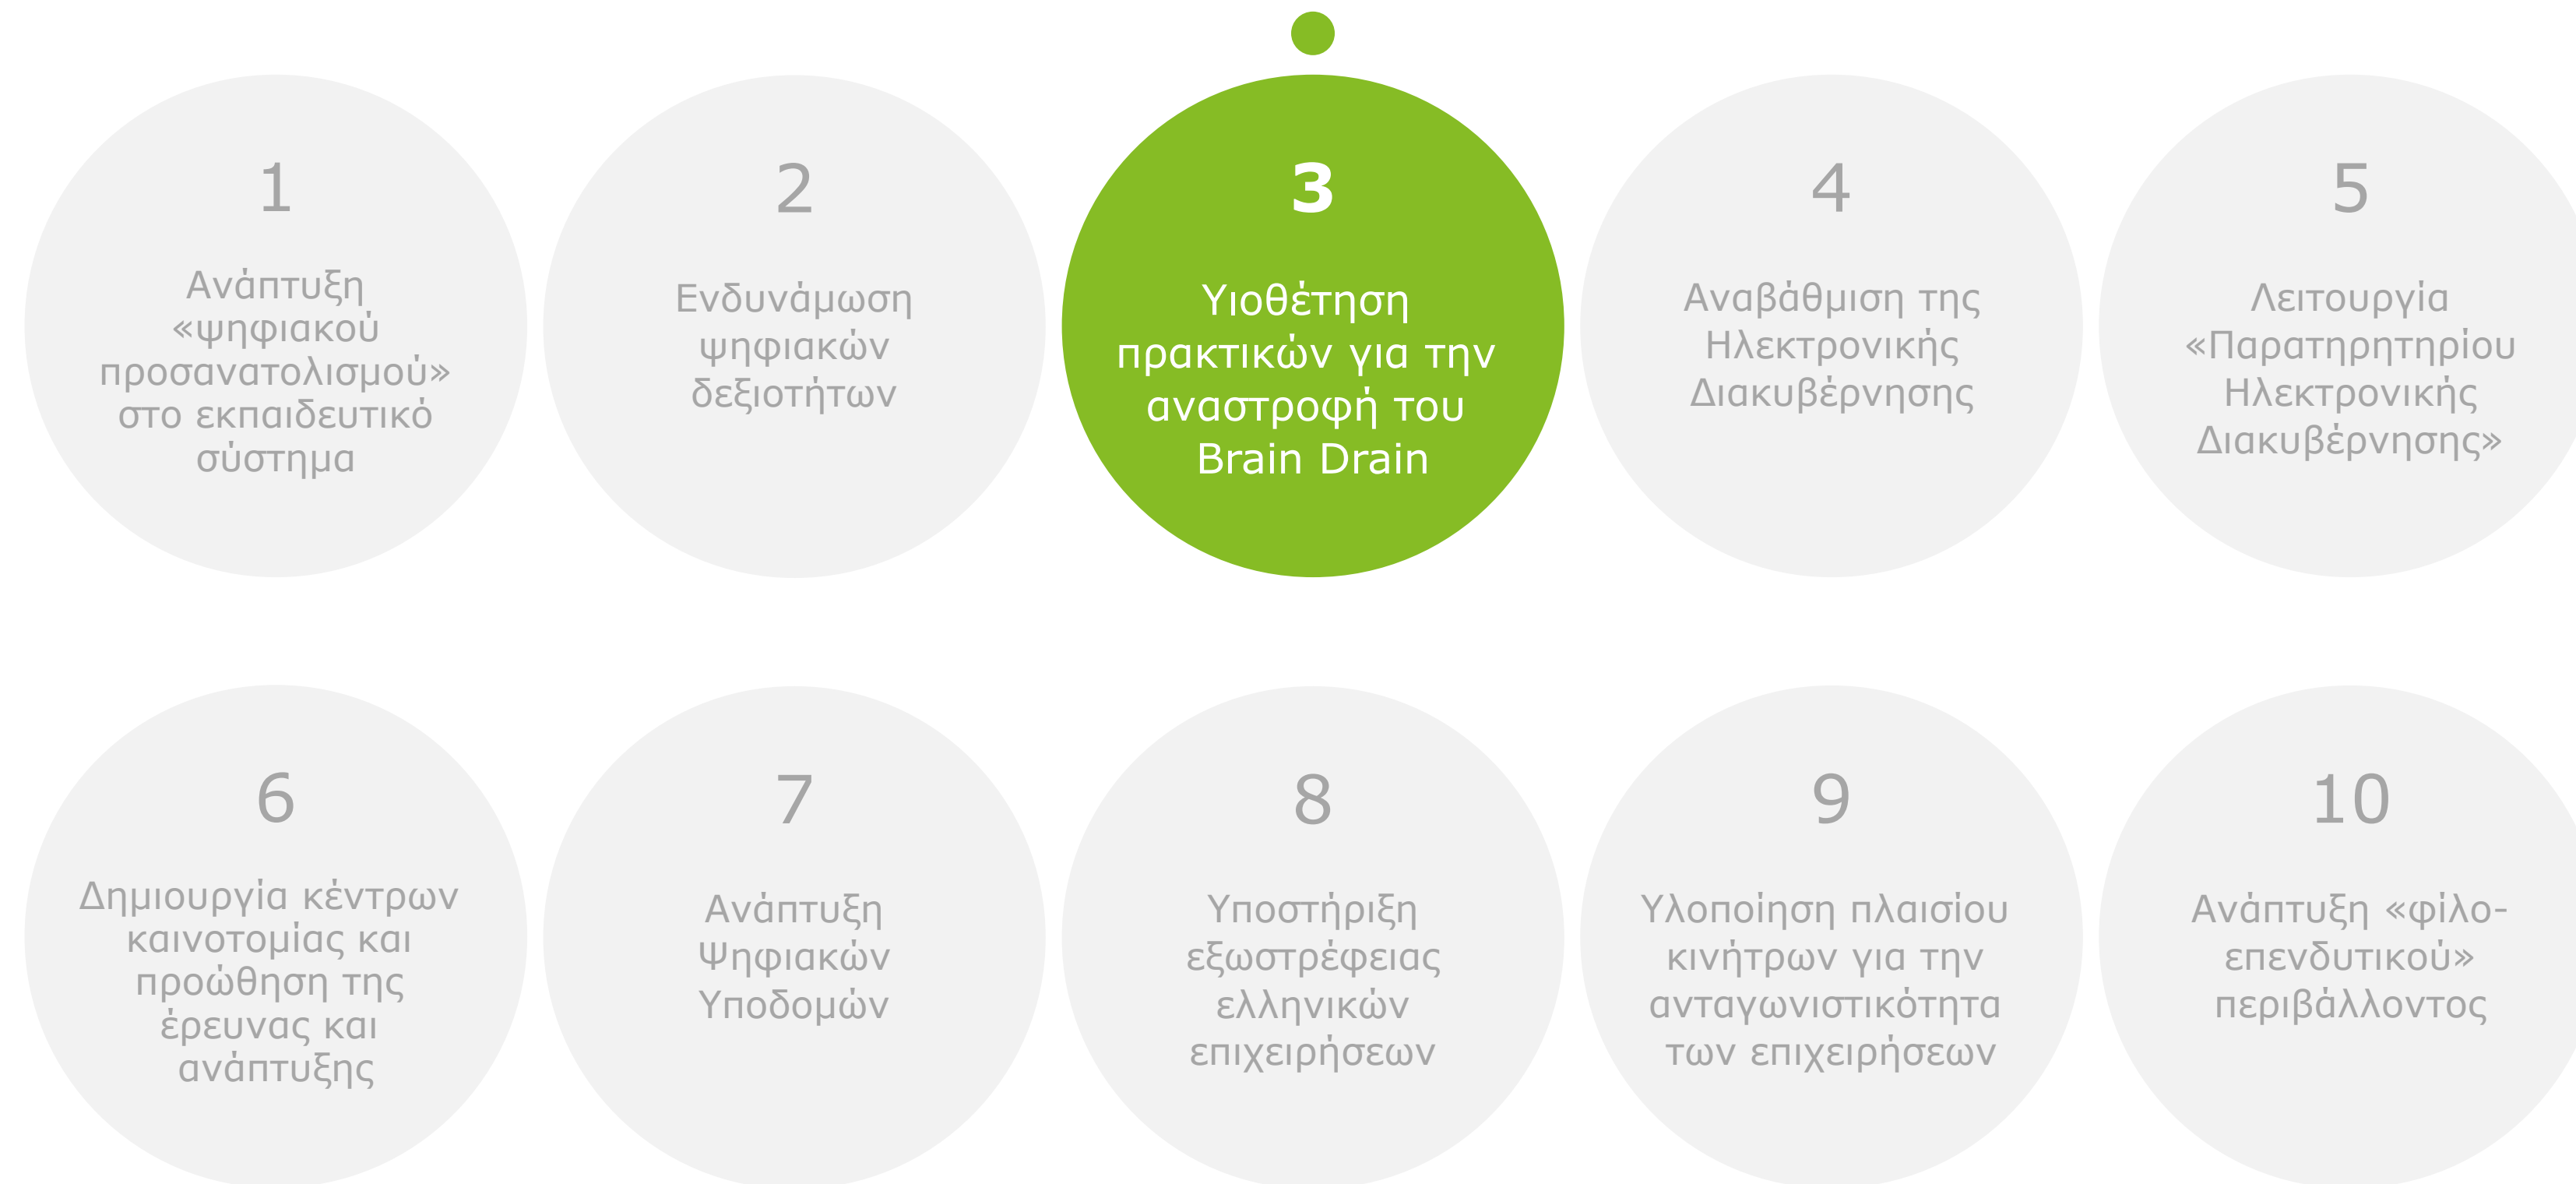 1
Ανάπτυξη
«ψηφιακού
προσανατολισμού»
στο εκπαιδευτικό
σύστημα
2
Ενδυνάμωση
ψηφιακών
δεξιοτήτων
3
Υιοθέτηση
πρακτικών για την
αναστροφή του
Brain Drain
4
Αναβάθμιση της
Ηλεκτρονικής
Διακυβέρνησης
5
Λειτουργία
«Παρατηρητηρίου
Ηλεκτρονικής
Διακυβέρνησης»
6
Δημιουργία κέντρων
καινοτομίας και
προώθηση της
έρευνας και
ανάπτυξης
7
Ανάπτυξη
Ψηφιακών
Υποδομών
8
Υποστήριξη
εξωστρέφειας
ελληνικών
επιχειρήσεων
9
Υλοποίηση πλαισίου
κινήτρων για την
ανταγωνιστικότητα
των επιχειρήσεων
10
Ανάπτυξη «φίλο-
επενδυτικού»
περιβάλλοντος